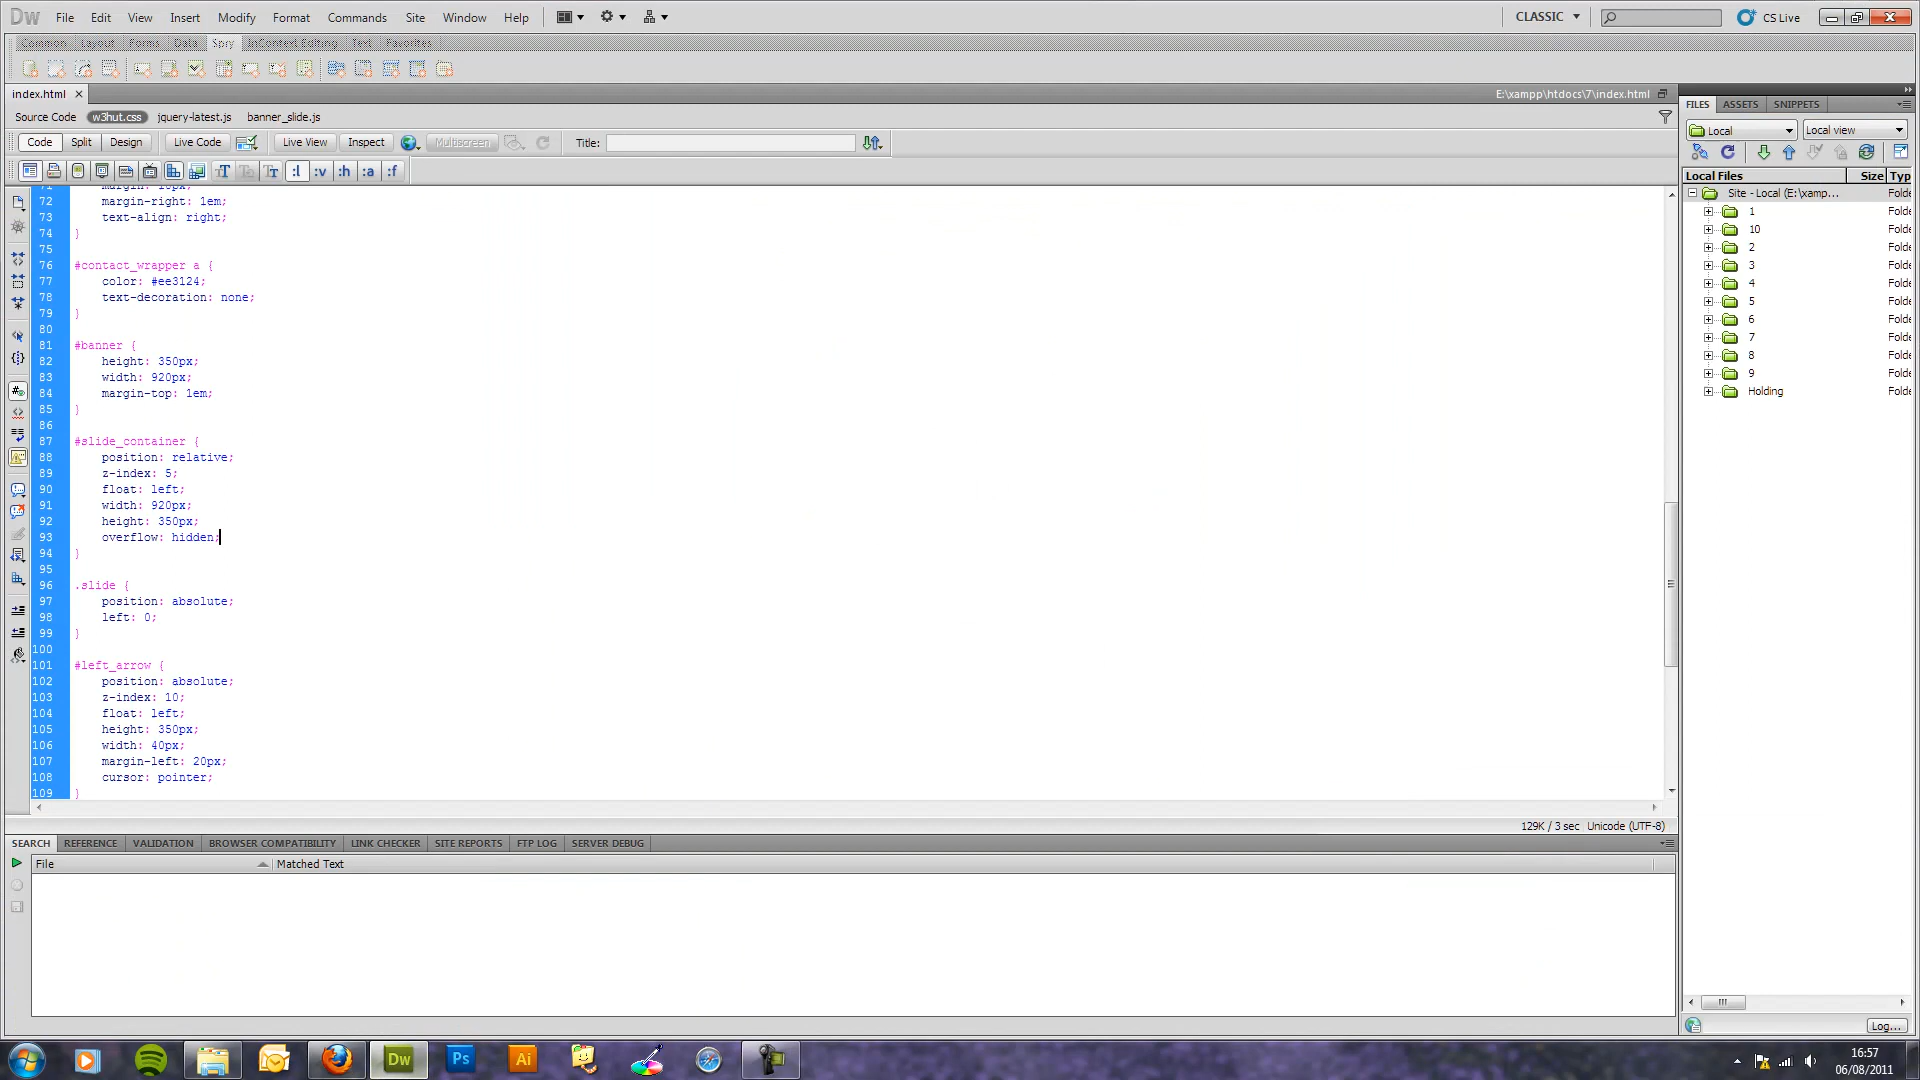 Dw File Edit View Insert Modify Format Commands Site Window Help CLASSIC CS Live
Common Layout Forms Data Spry InContext Editing Text Favorites
index.html E:\xampp\htdocs\7\index.html
Source Code w3hut.css jquery-latest.js banner_slide.js
Code Split Design Live Code Live View Inspect Multiscreen Title:
:l :v :h :a :f
71 margin: 10px;
72 margin-right: 1em;
73 text-align: right;
74 }
75
76 #contact_wrapper a {
77 color: #ee3124;
78 text-decoration: none;
79 }
80
81 #banner {
82 height: 350px;
83 width: 920px;
84 margin-top: 1em;
85 }
86
87 #slide_container {
88 position: relative;
89 z-index: 5;
90 float: left;
91 width: 920px;
92 height: 350px;
93 overflow: hidden;
94 }
95
96 .slide {
97 position: absolute;
98 left: 0;
99 }
100
101 #left_arrow {
102 position: absolute;
103 z-index: 10;
104 float: left;
105 height: 350px;
106 width: 40px;
107 margin-left: 20px;
108 cursor: pointer;
109 }
129K / 3 sec Unicode (UTF-8)
SEARCH REFERENCE VALIDATION BROWSER COMPATIBILITY LINK CHECKER SITE REPORTS FTP LOG SERVER DEBUG
File Matched Text
FILES ASSETS SNIPPETS
Local Local view
Local Files Size Typ
Site - Local (E:\xamp... Folde
1 Folde
10 Folde
2 Folde
3 Folde
4 Folde
5 Folde
6 Folde
7 Folde
8 Folde
9 Folde
Holding Folde
Log...
Dw Ps Ai
16:57
06/08/2011